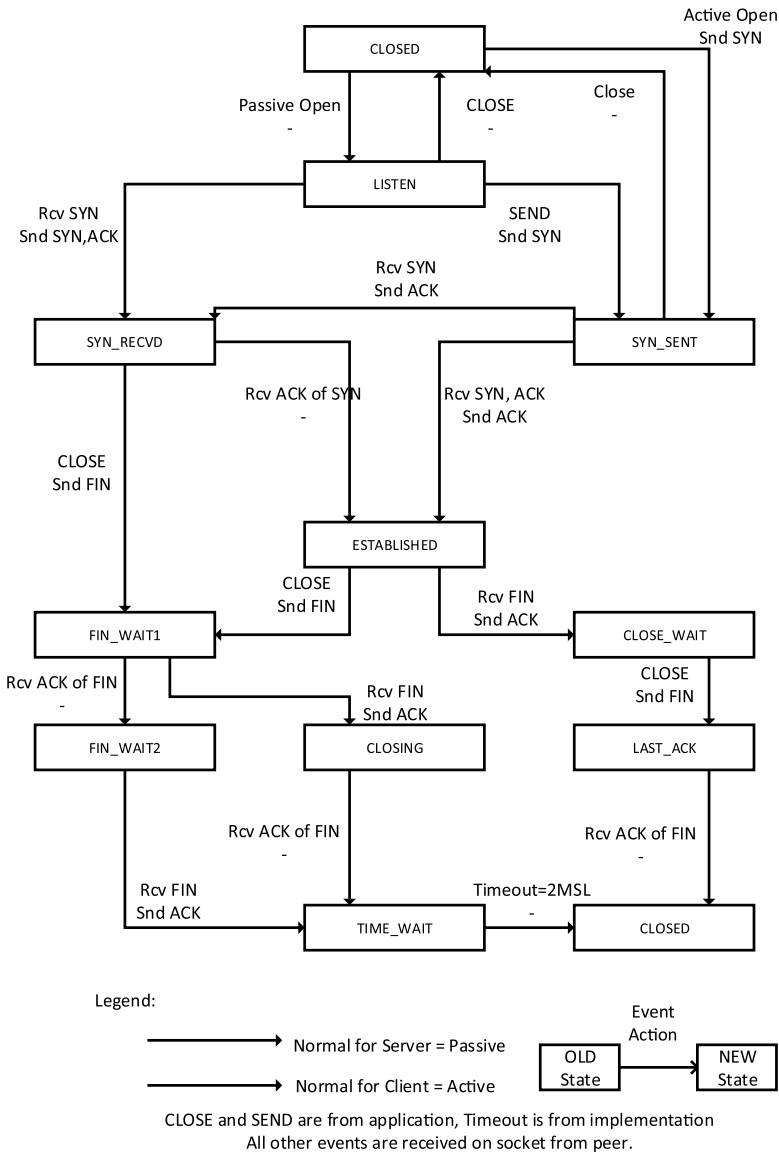 Active Open
Snd SYN
CLOSED
Passive Open
-
CLOSE
-
Close
-
LISTEN
Rcv SYN
Snd SYN,ACK
SEND
Snd SYN
Rcv SYN
Snd ACK
SYN_RECVD
SYN_SENT
Rcv ACK of SYN
-
Rcv SYN, ACK
Snd ACK
CLOSE
Snd FIN
ESTABLISHED
CLOSE
Snd FIN
Rcv FIN
Snd ACK
FIN_WAIT1
CLOSE_WAIT
Rcv ACK of FIN
-
Rcv FIN
Snd ACK
CLOSE
Snd FIN
FIN_WAIT2
CLOSING
LAST_ACK
Rcv ACK of FIN
-
Rcv ACK of FIN
-
Rcv FIN
Snd ACK
Timeout=2MSL
-
TIME_WAIT
CLOSED
Legend:
Normal for Server = Passive
Normal for Client = Active
Event
Action
OLD
State
NEW
State
CLOSE and SEND are from application, Timeout is from implementation
All other events are received on socket from peer.